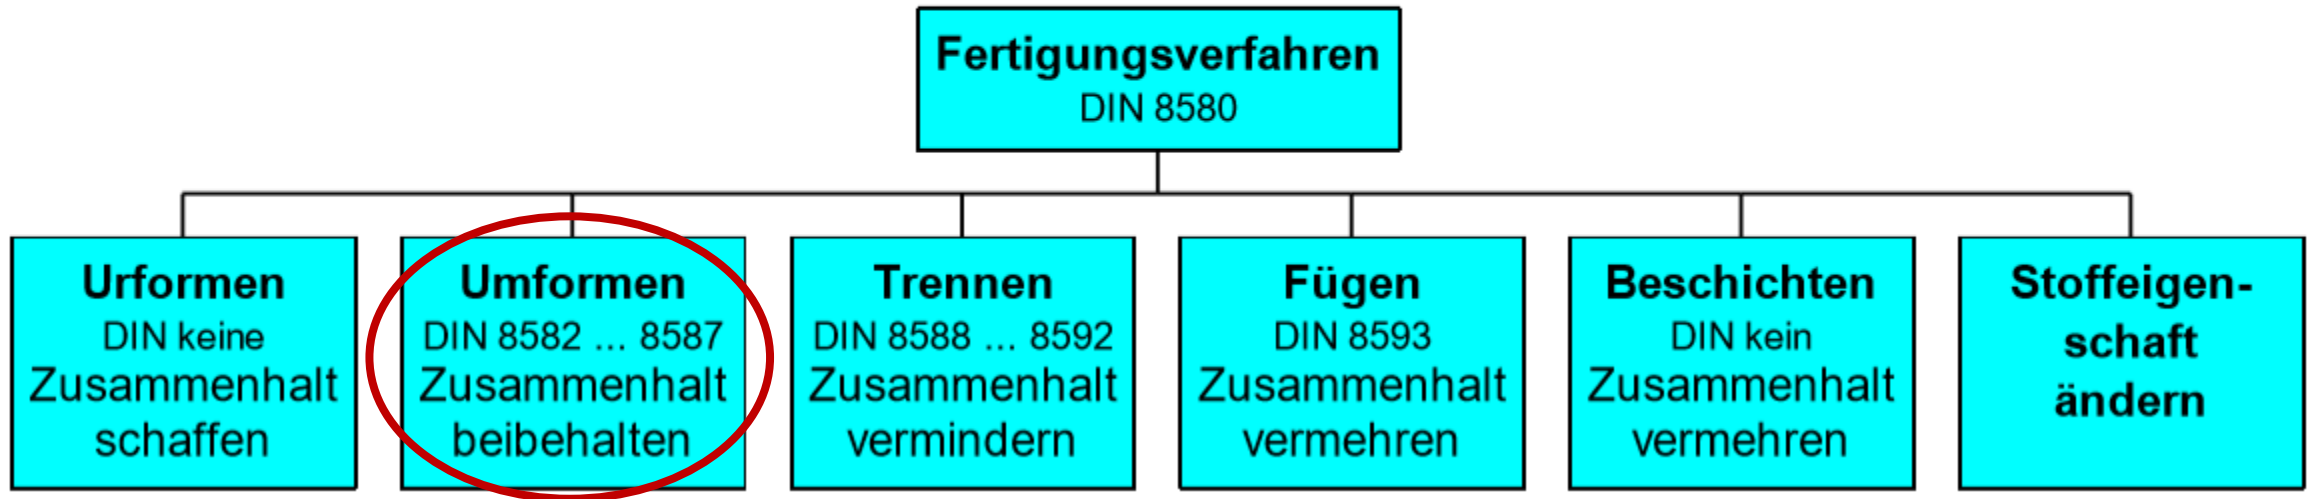 Fertigungsverfahren
DIN 8580
Urformen
DIN keine
Zusammenhalt
schaffen
Umformen
DIN 8582 ... 8587
Zusammenhalt
beibehalten
Trennen
DIN 8588 ... 8592
Zusammenhalt
vermindern
Fügen
DIN 8593
Zusammenhalt
vermehren
Beschichten
DIN kein
Zusammenhalt
vermehren
Stoffeigen-
schaft
ändern